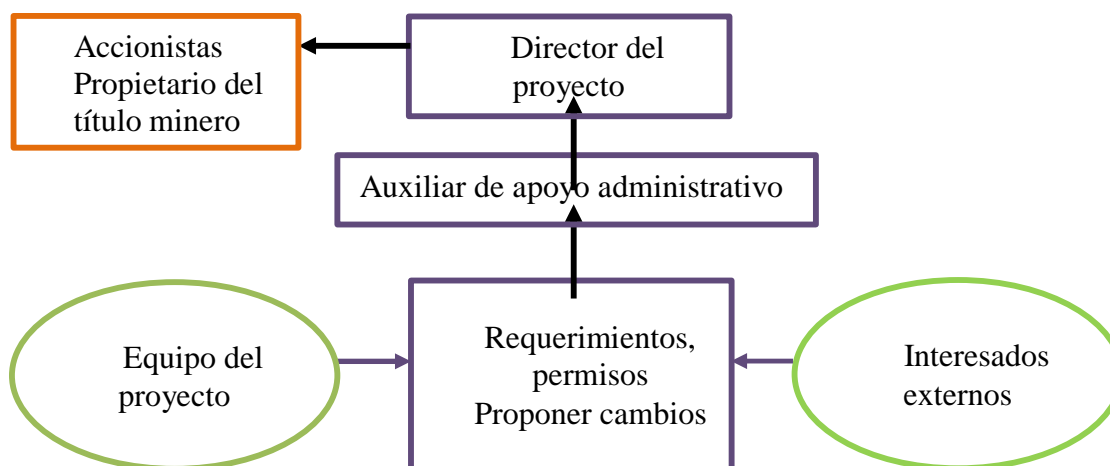 Accionistas
Propietario del
título minero
Director del
proyecto
Auxiliar de apoyo administrativo
Equipo del
proyecto
Requerimientos,
permisos
Proponer cambios
Interesados
externos